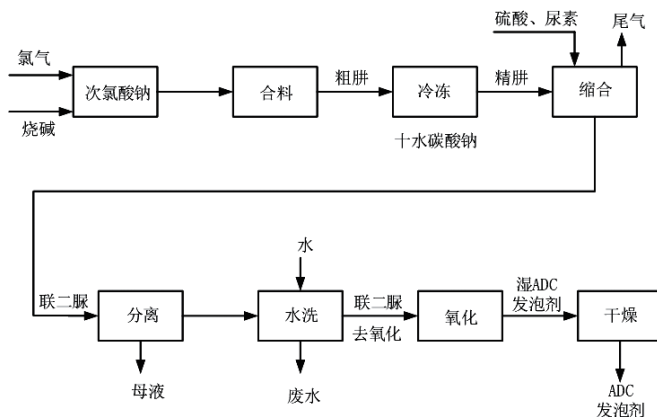 硫酸、尿素
尾气
氯气
次氯酸钠
合料
粗肼
冷冻
精肼
缩合
烧碱
十水碳酸钠
水
联二脲
分离
水洗
联二脲
去氧化
氧化
湿ADC
发泡剂
干燥
母液
废水
ADC
发泡剂